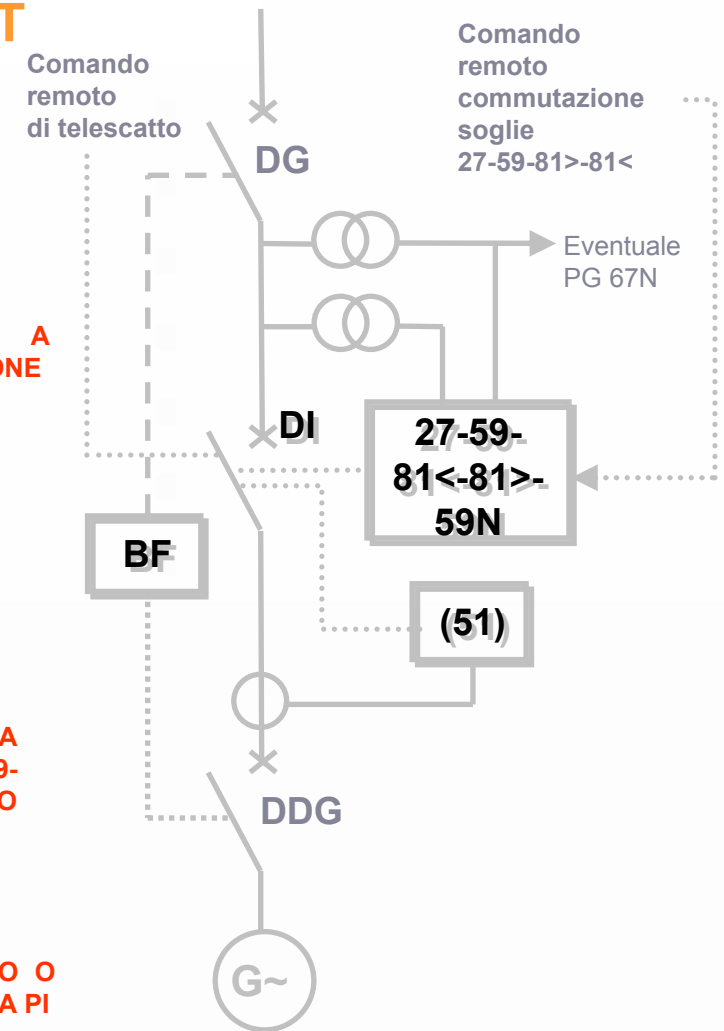 T
Comando
remoto
di telescatto
Comando
remoto
commutazione
soglie
27-59-81>-81<
DG
Eventuale
PG 67N
A
ONE
DI
27-59-
81<-81>-
59N
BF
(51)
A
9-
O
DDG
O O
A PI
G~